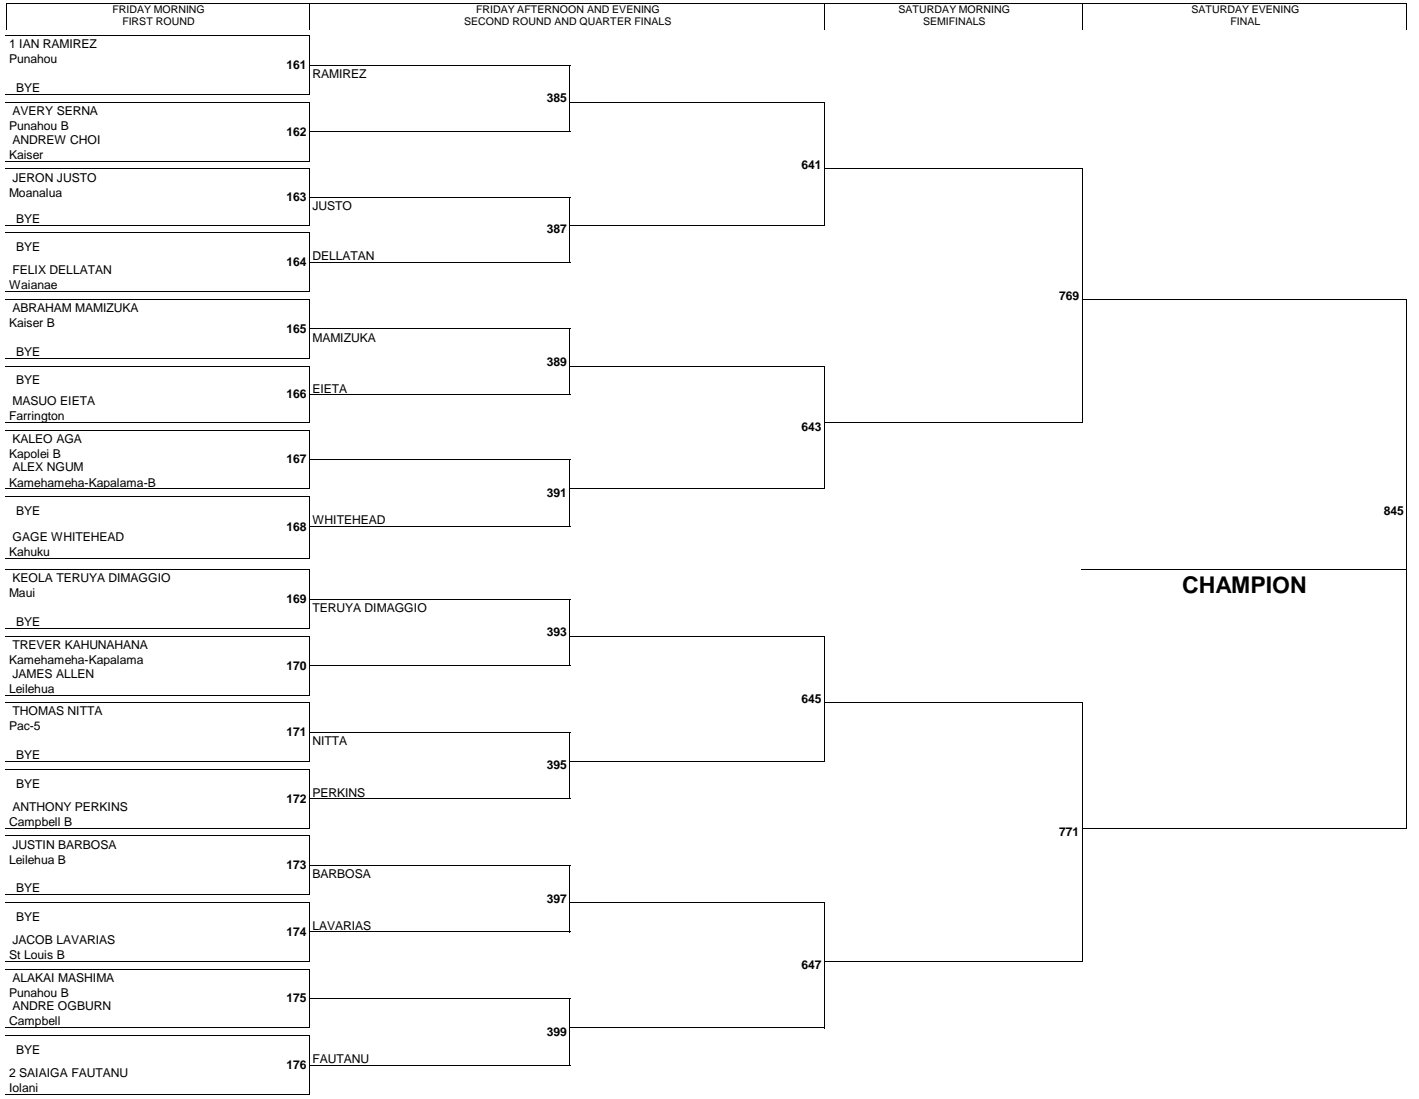 FRIDAY MORNING
FIRST ROUND
FRIDAY AFTERNOON AND EVENING
SECOND ROUND AND QUARTER FINALS
SATURDAY MORNING
SEMIFINALS
SATURDAY EVENING
FINAL
1 IAN RAMIREZ
Punahou
161
BYE
RAMIREZ
385
AVERY SERNA
Punahou B
162
ANDREW CHOI
Kaiser
641
JERON JUSTO
Moanalua
163
BYE
JUSTO
387
BYE
164
DELLATAN
FELIX DELLATAN
Waianae
769
ABRAHAM MAMIZUKA
Kaiser B
165
BYE
MAMIZUKA
389
BYE
166
EIETA
MASUO EIETA
Farrington
643
KALEO AGA
Kapolei B
167
ALEX NGUM
Kamehameha-Kapalama-B
391
BYE
168
WHITEHEAD
GAGE WHITEHEAD
Kahuku
845
CHAMPION
KEOLA TERUYA DIMAGGIO
Maui
169
BYE
TERUYA DIMAGGIO
393
TREVER KAHUNAHANA
Kamehameha-Kapalama
170
JAMES ALLEN
Leilehua
645
THOMAS NITTA
Pac-5
171
BYE
NITTA
395
BYE
172
PERKINS
ANTHONY PERKINS
Campbell B
771
JUSTIN BARBOSA
Leilehua B
173
BYE
BARBOSA
397
BYE
174
LAVARIAS
JACOB LAVARIAS
St Louis B
647
ALAKAI MASHIMA
Punahou B
175
ANDRE OGBURN
Campbell
399
BYE
176
FAUTANU
2 SAIAIGA FAUTANU
Iolani